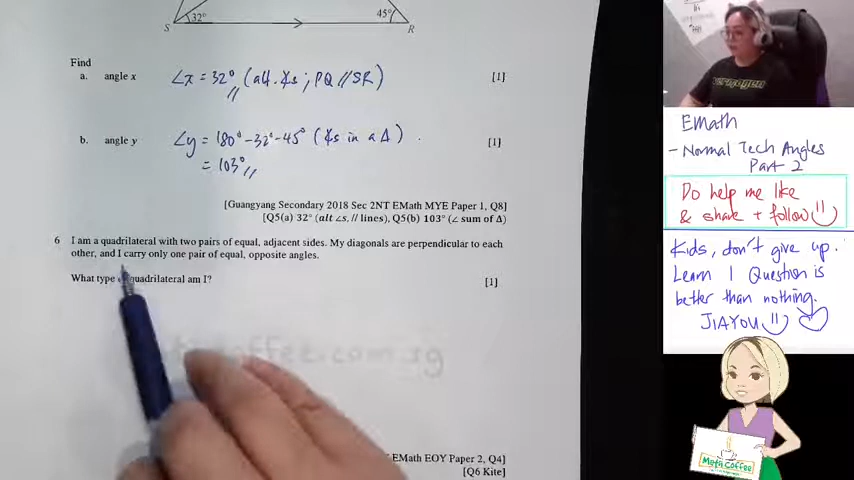 S
32°
45°
R
Find
a. angle x ∠x = 32° (alt. ∠s ; PQ // SR) [1]
b. angle y ∠y = 180° - 32° - 45° (∠s in a Δ) [1]
= 103°
[Guangyang Secondary 2018 Sec 2NT EMath MYE Paper 1, Q8]
[Q5(a) 32° (alt ∠s, // lines), Q5(b) 103° (∠ sum of Δ)
6 I am a quadrilateral with two pairs of equal, adjacent sides. My diagonals are perpendicular to each
other, and I carry only one pair of equal, opposite angles.
What type quadrilateral am I? [1]
EMath EOY Paper 2, Q4]
[Q6 Kite]
EMath
- Normal Tech Angles
Part 2
Do help me like
& share + follow
Kids, don't give up.
Learn 1 Question is
better than nothing.
JIAYOU
Math Coffee